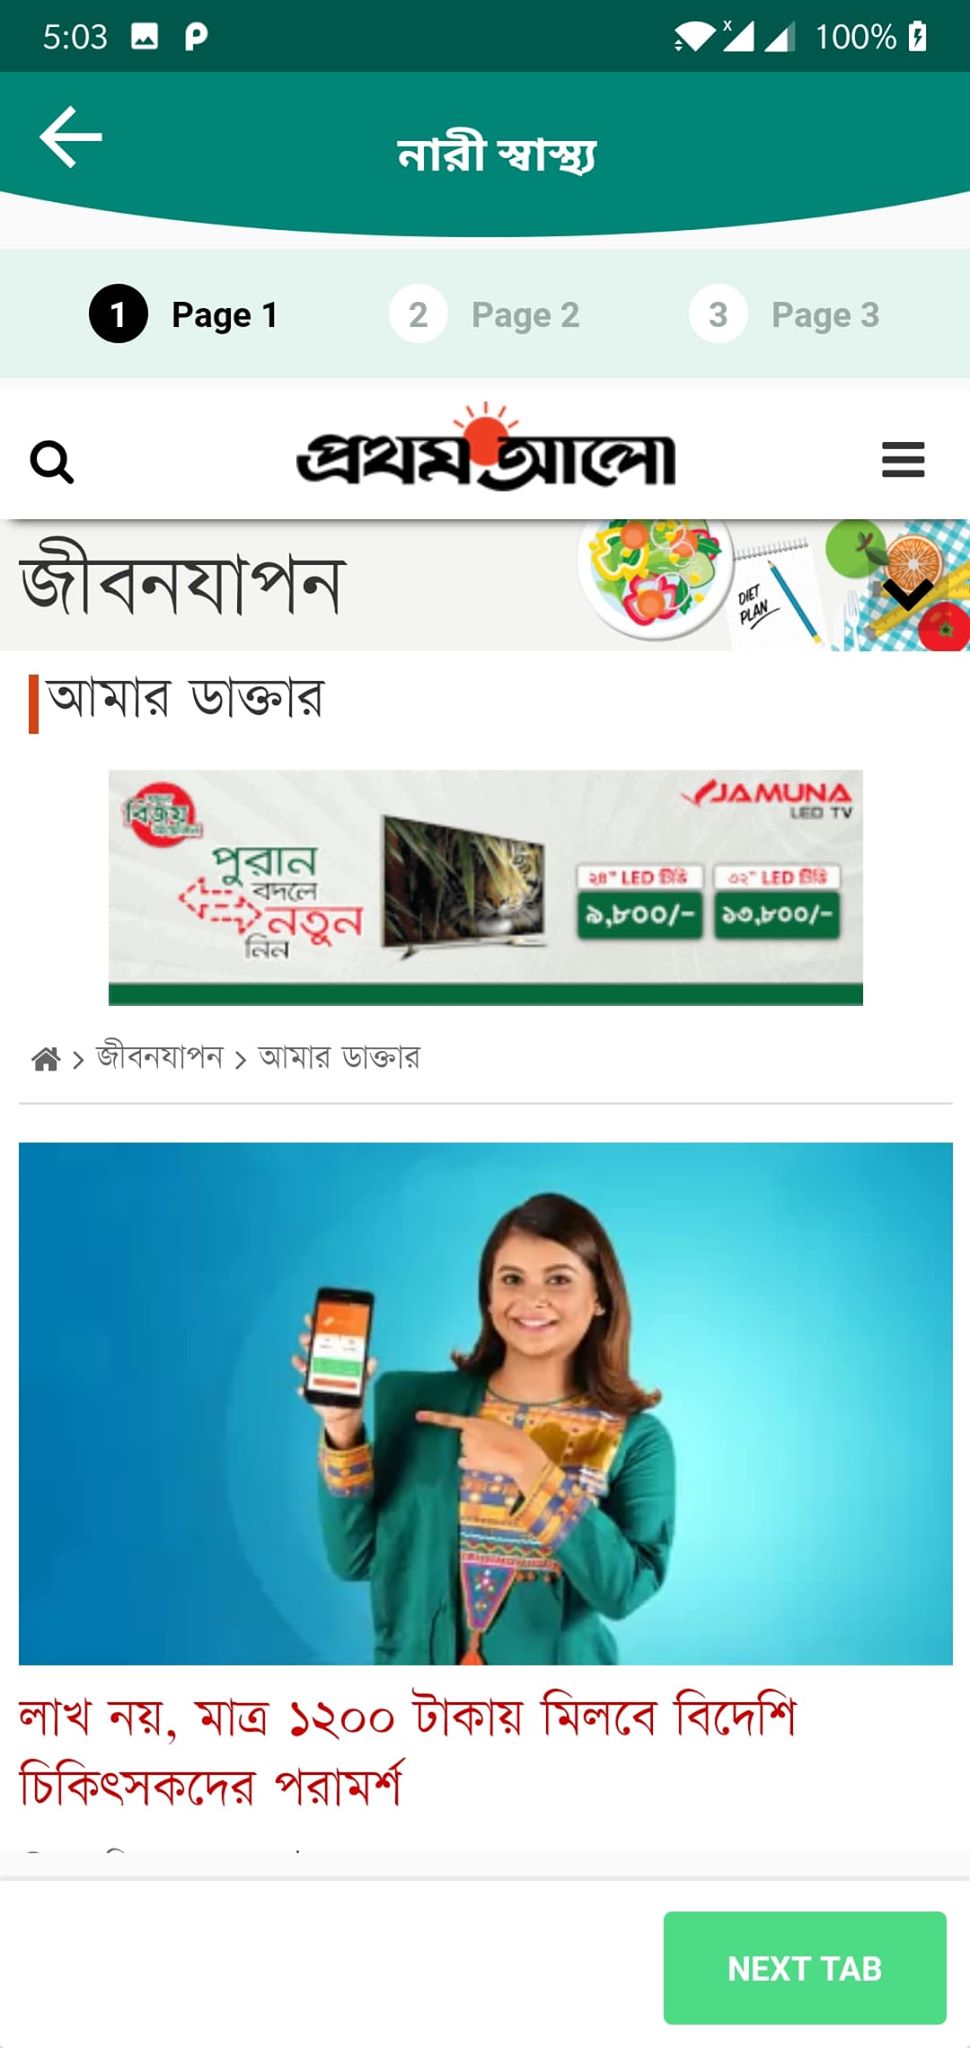 5:03
100%
নারী স্বাস্থ্য
1 Page 1 2 Page 2 3 Page 3
প্রথম আলো
জীবনযাপন
DIET
PLAN
আমার ডাক্তার
বিজয়
JAMUNA
LED TV
পুরান
বদলে
নতুন
নিন
২৪" LED টিভি ৩২" LED টিভি
৯,৮০০/- ১৩,৮০০/-
> জীবনযাপন > আমার ডাক্তার
লাখ নয়, মাত্র ১২০০ টাকায় মিলবে বিদেশি
চিকিৎসকদের পরামর্শ
NEXT TAB